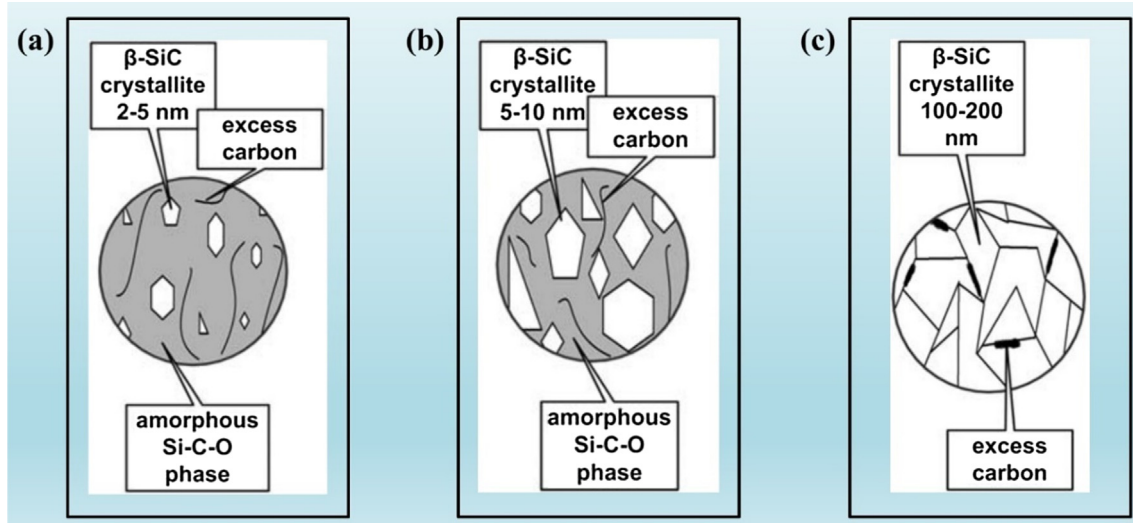 (a)
β-SiC
crystallite
2-5 nm
excess
carbon
amorphous
Si-C-O
phase
(b)
β-SiC
crystallite
5-10 nm
excess
carbon
amorphous
Si-C-O
phase
(c)
β-SiC
crystallite
100-200
nm
excess
carbon